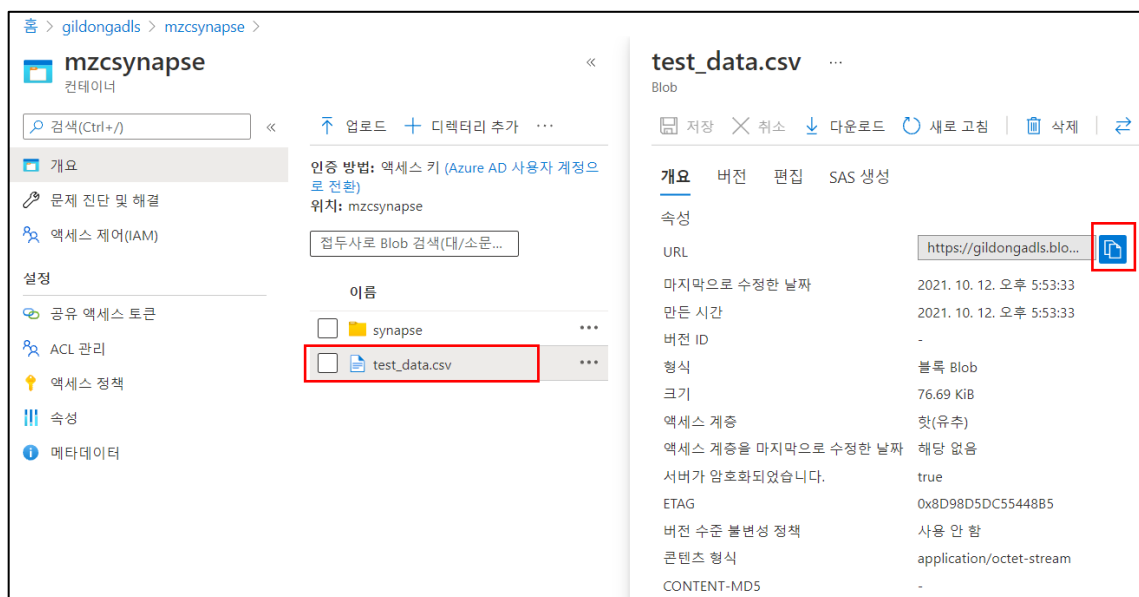 홈 > gildongadls > mzcsynapse >
mzcsynapse
컨테이너
검색(Ctrl+/)
개요
문제 진단 및 해결
액세스 제어(IAM)
설정
공유 액세스 토큰
ACL 관리
액세스 정책
속성
메타데이터
업로드
디렉터리 추가
인증 방법: 액세스 키 (Azure AD 사용자 계정으
로 전환)
위치: mzcsynapse
접두사로 Blob 검색(대/소문...
이름
synapse
test_data.csv
test_data.csv ...
Blob
저장 취소 다운로드 새로 고침 삭제
개요 버전 편집 SAS 생성
속성
URL https://gildongadls.blo...
마지막으로 수정한 날짜 2021. 10. 12. 오후 5:53:33
만든 시간 2021. 10. 12. 오후 5:53:33
버전 ID -
형식 블록 Blob
크기 76.69 KiB
액세스 계층 핫(유추)
액세스 계층을 마지막으로 수정한 날짜 해당 없음
서버가 암호화되었습니다. true
ETAG 0x8D98D5DC55448B5
버전 수준 불변성 정책 사용 안 함
콘텐츠 형식 application/octet-stream
CONTENT-MD5 -